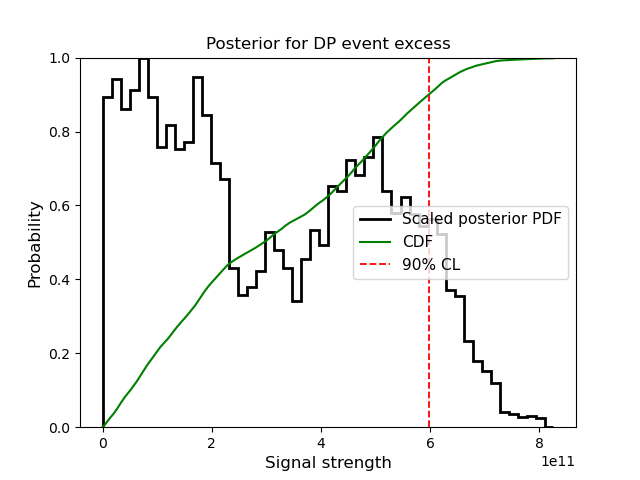 Posterior for DP event excess
Probability
1.0
0.8
0.6
0.4
0.2
0.0
Scaled posterior PDF
CDF
90% CL
0
2
4
6
8
1e11
Signal strength